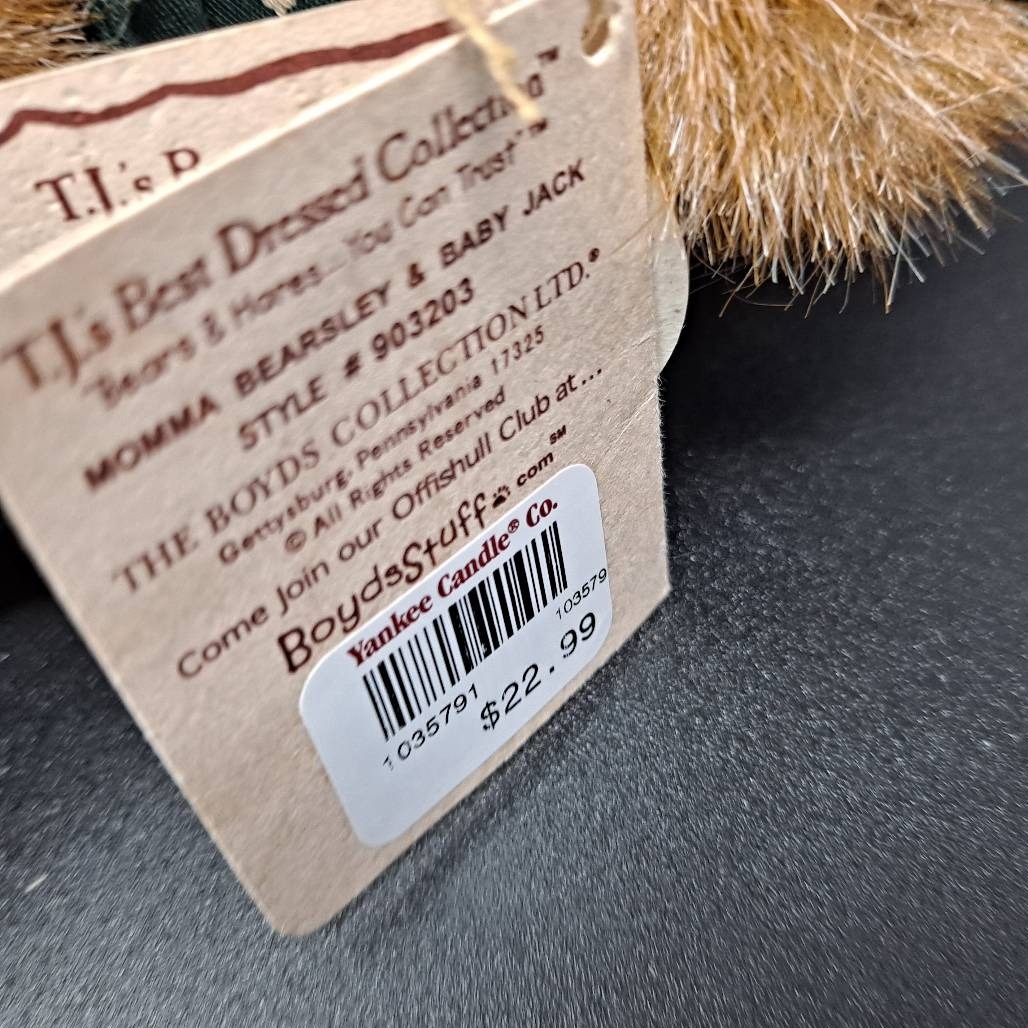 T.J.'s B
T.J.'s Best Dressed Collection™
"Bears & Hares...You Can Trust"™
MOMMA BEARSLEY & BABY JACK
STYLE # 903203
THE BOYDS COLLECTION LTD.®
Gettysburg, Pennsylvania 17325
© All Rights Reserved
Come Join our Offishull Club at...
BoydsStuff.com℠
Yankee Candle® Co.
103579
1035791
$22.99